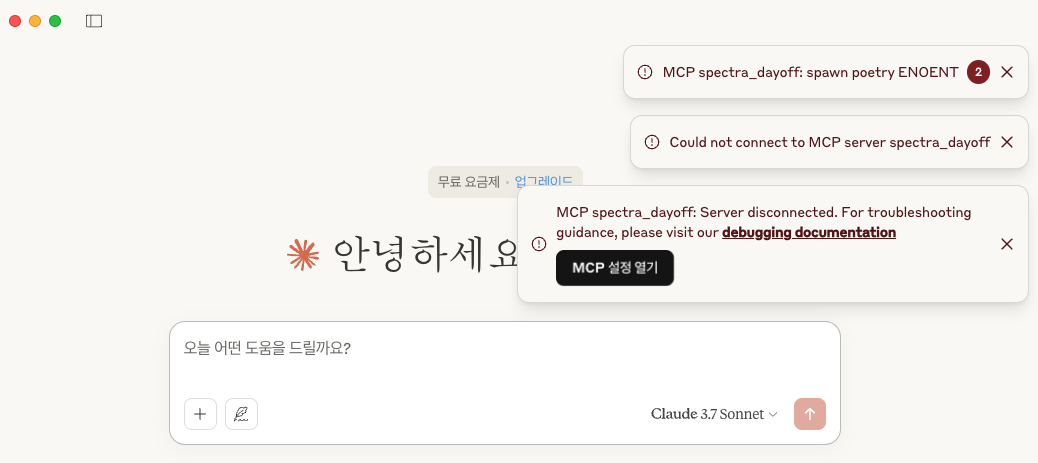 MCP spectra_dayoff: spawn poetry ENOENT 2
Could not connect to MCP server spectra_dayoff
무료 요금제 • 업그레이드
MCP spectra_dayoff: Server disconnected. For troubleshooting
guidance, please visit our debugging documentation
MCP 설정 열기
안녕하세요
오늘 어떤 도움을 드릴까요?
Claude 3.7 Sonnet